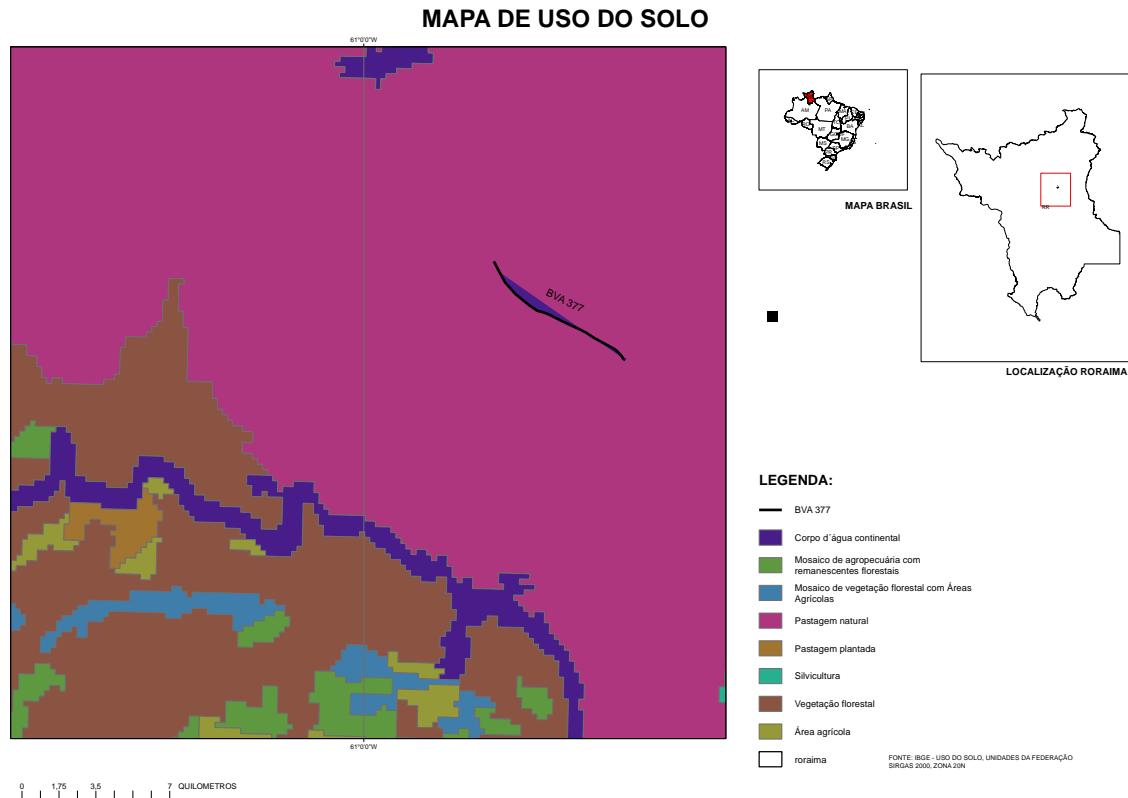 MAPA DE USO DO SOLO
61°0'0"W
BVA 377
61°0'0"W
0 1,75 3,5 7 QUILOMETROS
AM
PA
MT
BA
MS
MG
MAPA BRASIL
RR
LOCALIZAÇÃO RORAIMA
LEGENDA:
BVA 377
Corpo d´água continental
Mosaico de agropecuária com
remanescentes florestais
Mosaico de vegetação florestal com Áreas
Agrícolas
Pastagem natural
Pastagem plantada
Silvicultura
Vegetação florestal
Área agrícola
roraima
FONTE: IBGE - USO DO SOLO, UNIDADES DA FEDERAÇÃO
SIRGAS 2000, ZONA 20N